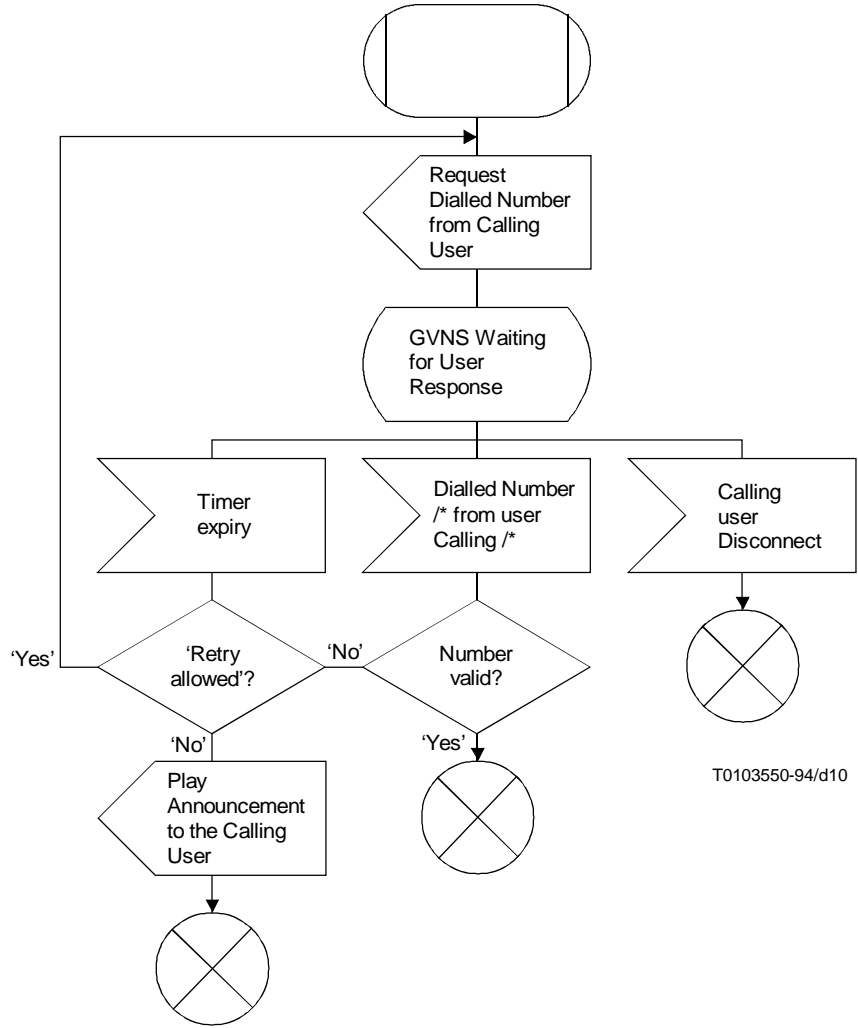 Request
Dialled Number
from Calling
User
GVNS Waiting
for User
Response
Timer
expiry
Dialled Number
/* from user
Calling /*
Calling
user
Disconnect
‘Yes’
‘Retry
allowed’?
‘No’
Number
valid?
‘No’
‘Yes’
T0103550-94/d10
Play
Announcement
to the Calling
User